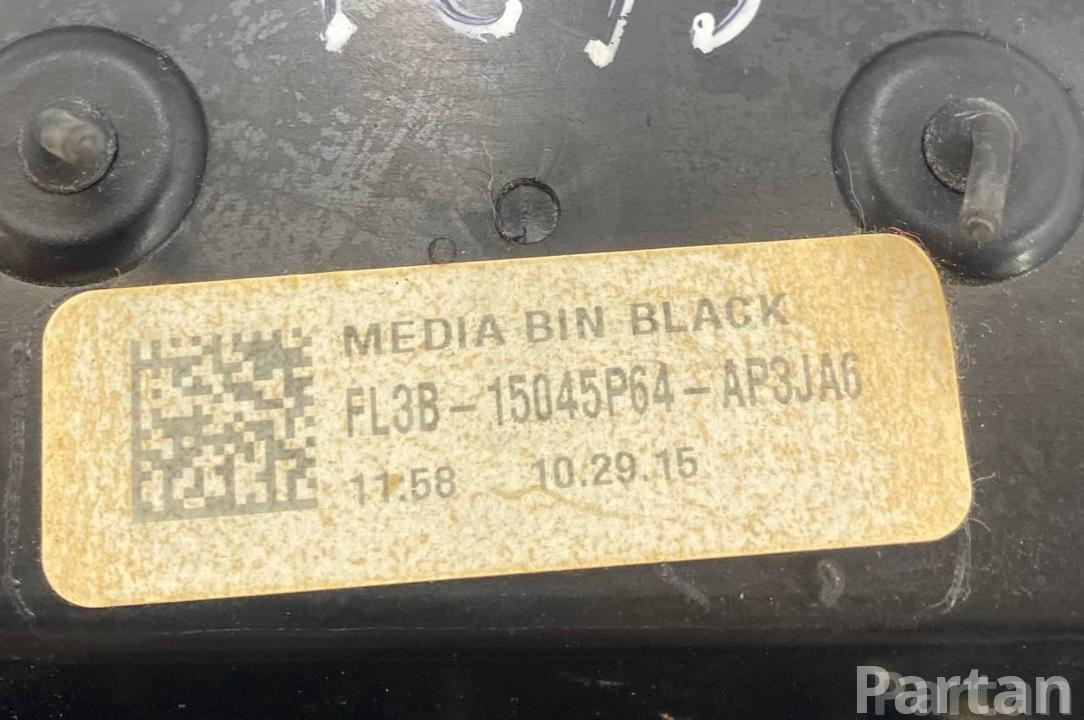 MEDIA BIN BLACK
FL3B-15045P64-AP3JA6
11.58 10.29.15
Partan